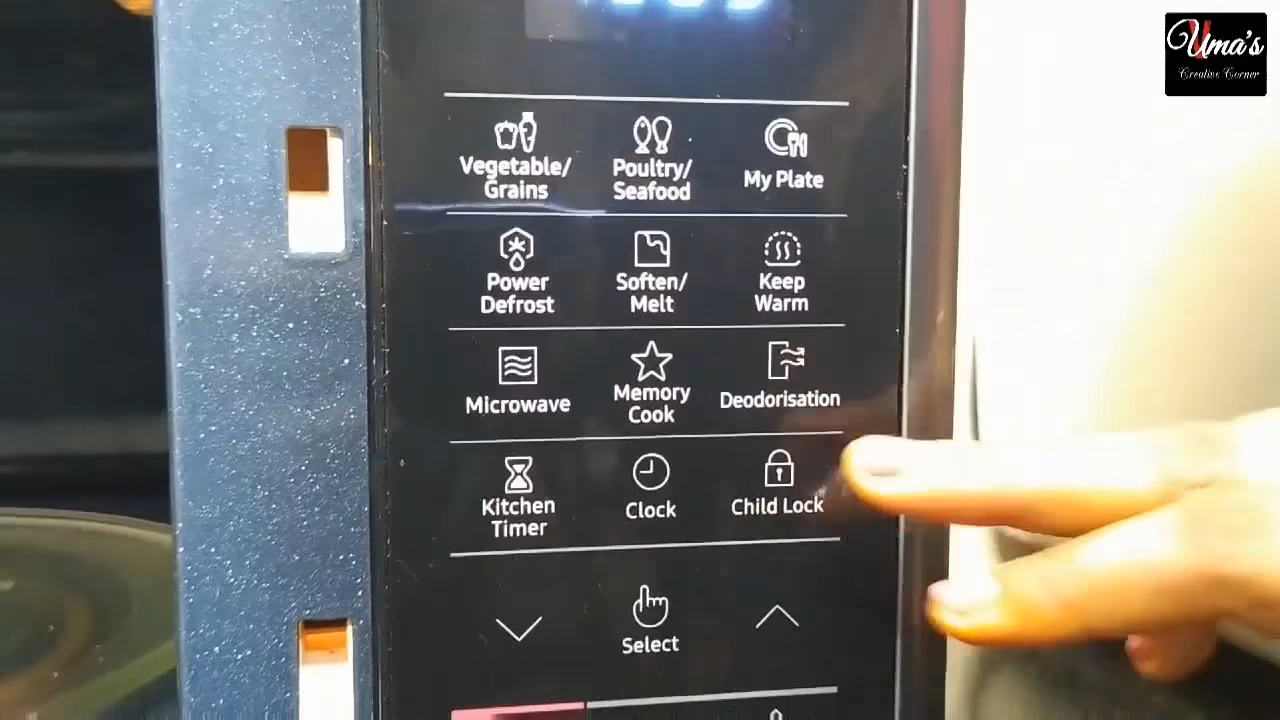 Uma's
Creative Corner
Vegetable/
Grains
Poultry/
Seafood
My Plate
Power
Defrost
Soften/
Melt
Keep
Warm
Microwave
Memory
Cook
Deodorisation
Kitchen
Timer
Clock
Child Lock
Select